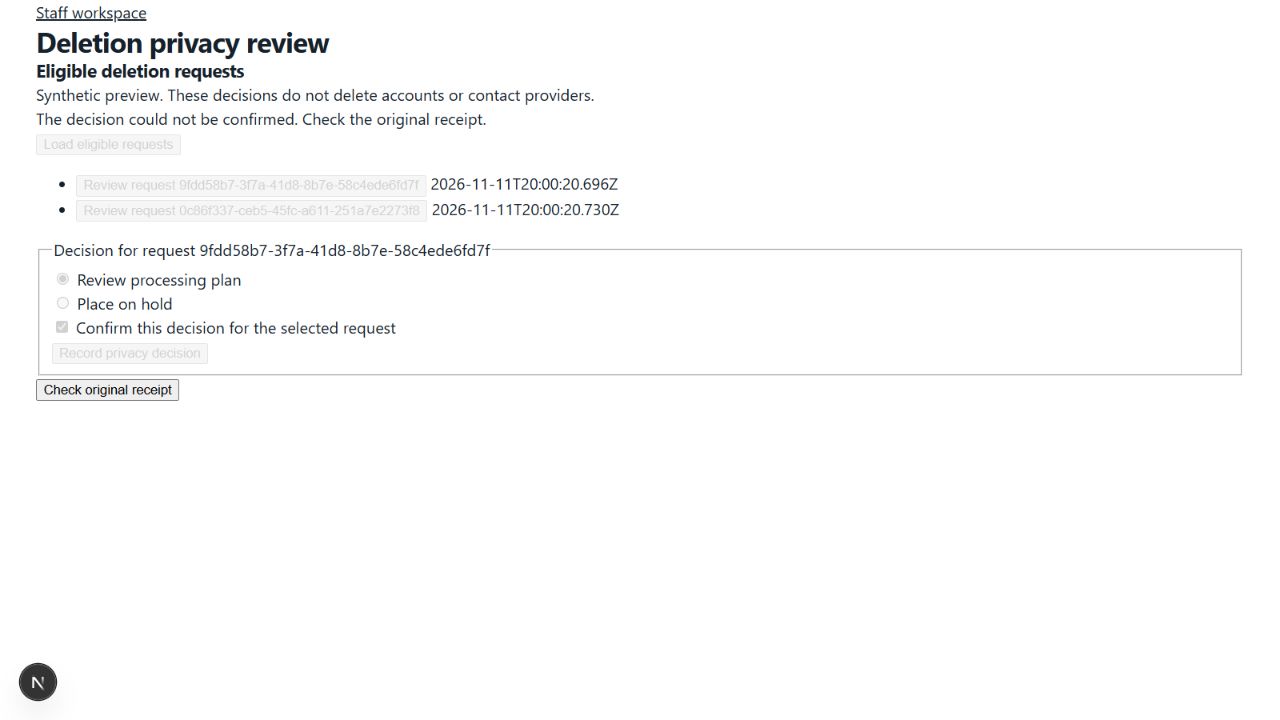 Staff workspace
Deletion privacy review
Eligible deletion requests
Synthetic preview. These decisions do not delete accounts or contact providers.
The decision could not be confirmed. Check the original receipt.
Load eligible requests
Review request 9fdd58b7-3f7a-41d8-8b7e-58c4ede6fd7f 2026-11-11T20:00:20.696Z
Review request 0c86f337-ceb5-45fc-a611-251a7e2273f8 2026-11-11T20:00:20.730Z
Decision for request 9fdd58b7-3f7a-41d8-8b7e-58c4ede6fd7f
Review processing plan
Place on hold
Confirm this decision for the selected request
Record privacy decision
Check original receipt
N